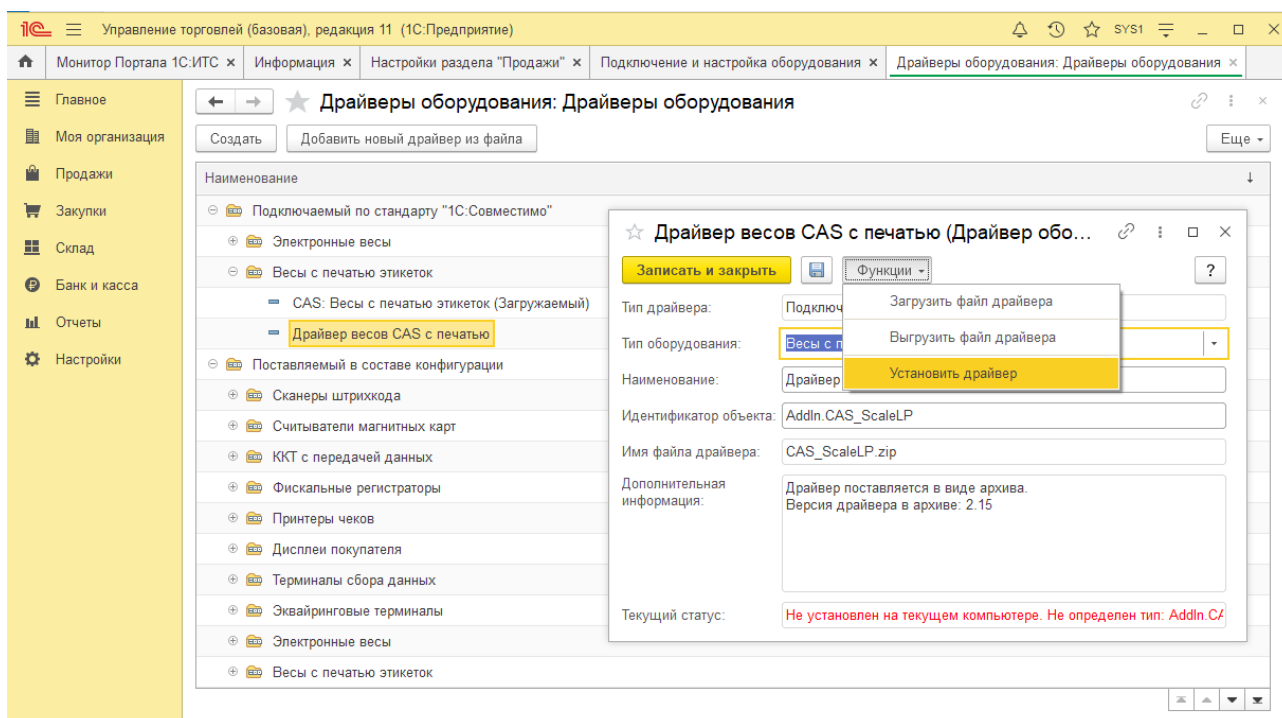 1С Управление торговлей (базовая), редакция 11 (1С:Предприятие) SYS1
Монитор Портала 1С:ИТС × Информация × Настройки раздела "Продажи" × Подключение и настройка оборудования × Драйверы оборудования: Драйверы оборудования ×
Главное
Моя организация
Продажи
Закупки
Склад
Банк и касса
Отчеты
Настройки
Драйверы оборудования: Драйверы оборудования
Создать Добавить новый драйвер из файла Еще
Наименование
Подключаемый по стандарту "1С:Совместимо"
Электронные весы
Весы с печатью этикеток
CAS: Весы с печатью этикеток (Загружаемый)
Драйвер весов CAS с печатью
Поставляемый в составе конфигурации
Сканеры штрихкода
Считыватели магнитных карт
ККТ с передачей данных
Фискальные регистраторы
Принтеры чеков
Дисплеи покупателя
Терминалы сбора данных
Эквайринговые терминалы
Электронные весы
Весы с печатью этикеток
Драйвер весов CAS с печатью (Драйвер обо...
Записать и закрыть Функции ?
Загрузить файл драйвера
Выгрузить файл драйвера
Установить драйвер
Тип драйвера: Подключ
Тип оборудования: Весы с п
Наименование: Драйвер
Идентификатор объекта: AddIn.CAS_ScaleLP
Имя файла драйвера: CAS_ScaleLP.zip
Дополнительная
информация:
Драйвер поставляется в виде архива.
Версия драйвера в архиве: 2.15
Текущий статус: Не установлен на текущем компьютере. Не определен тип: AddIn.CA